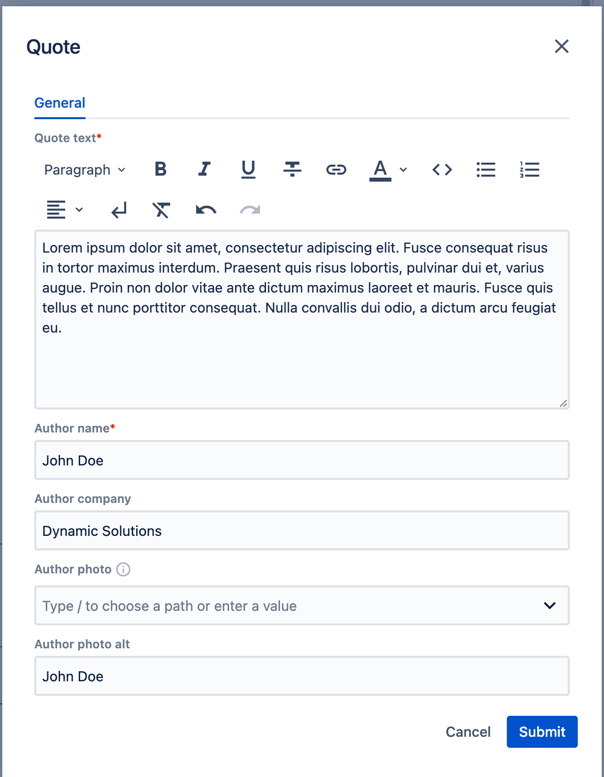 Quote
General
Quote text*
Paragraph B I U S A
Lorem ipsum dolor sit amet, consectetur adipiscing elit. Fusce consequat risus
in tortor maximus interdum. Praesent quis risus lobortis, pulvinar dui et, varius
augue. Proin non dolor vitae ante dictum maximus laoreet et mauris. Fusce quis
tellus et nunc porttitor consequat. Nulla convallis dui odio, a dictum arcu feugiat
eu.
Author name*
John Doe
Author company
Dynamic Solutions
Author photo
Type / to choose a path or enter a value
Author photo alt
John Doe
Cancel Submit